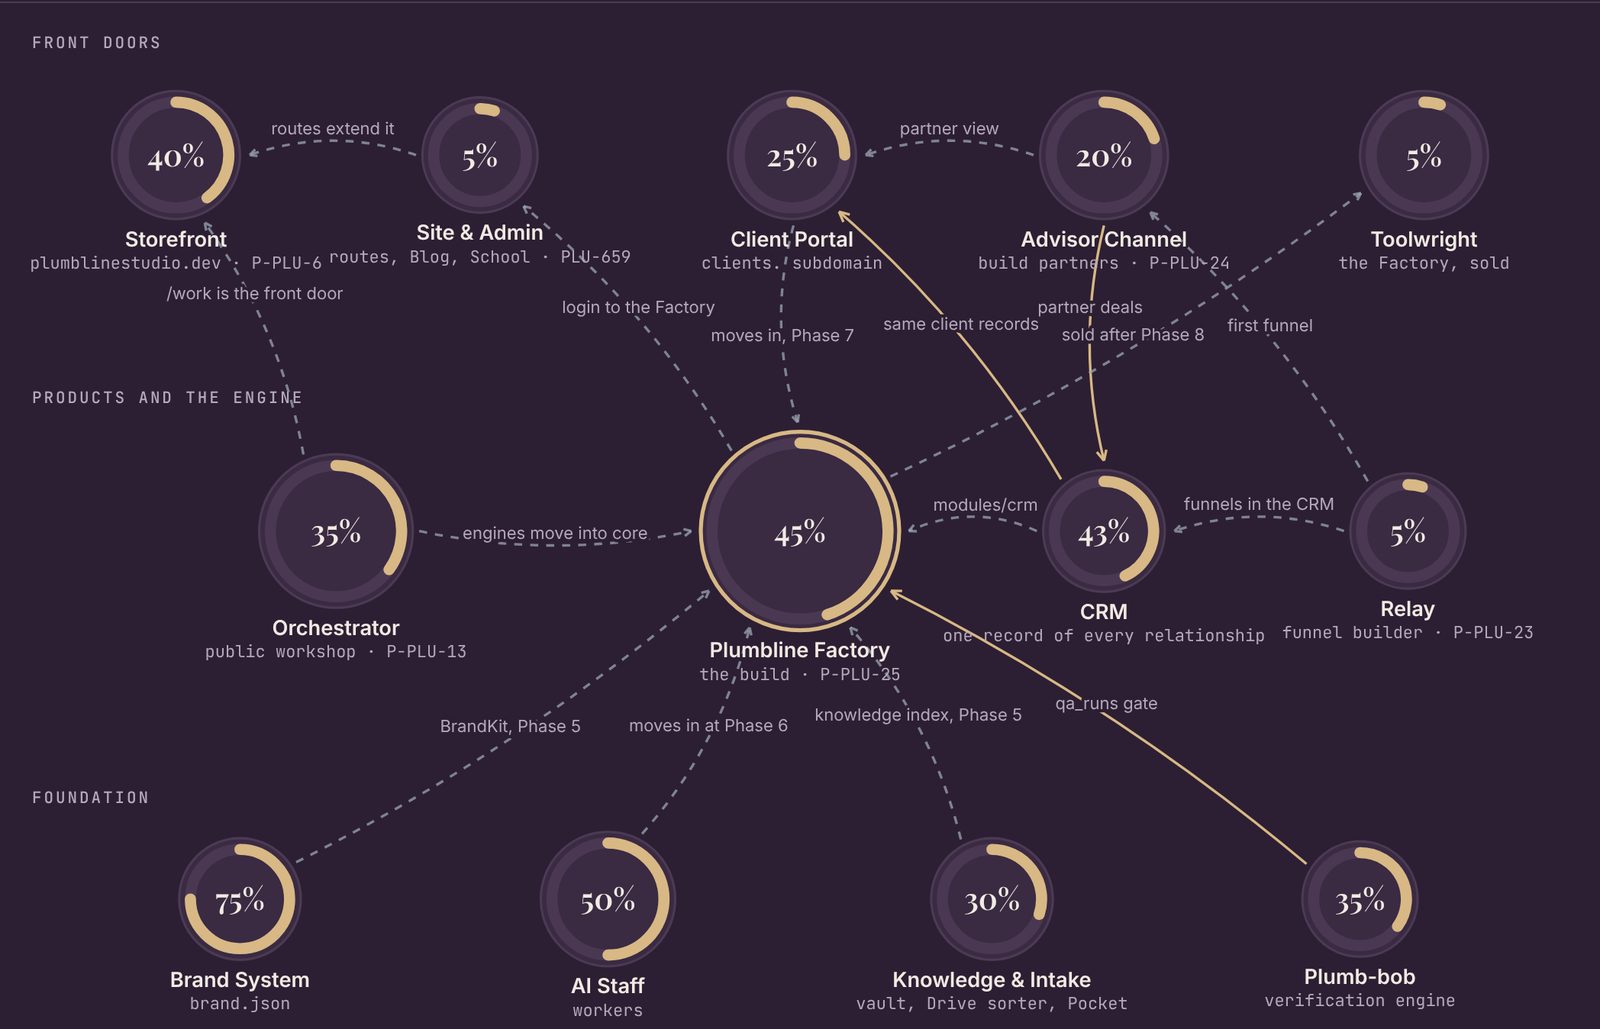 FRONT DOORS
40%
routes extend it
5%
25%
partner view
20%
5%
Storefront
plumblinestudio.dev · P-PLU-6
Site & Admin
routes, Blog, School · PLU-659
Client Portal
clients. subdomain
Advisor Channel
build partners · P-PLU-24
Toolwright
the Factory, sold
/work is the front door
login to the Factory
moves in, Phase 7
same client records
partner deals
sold after Phase 8
first funnel
PRODUCTS AND THE ENGINE
35%
engines move into core
45%
modules/crm
43%
funnels in the CRM
5%
Orchestrator
public workshop · P-PLU-13
Plumbline Factory
the build · P-PLU-25
CRM
one record of every relationship
Relay
funnel builder · P-PLU-23
BrandKit, Phase 5
moves in at Phase 6
knowledge index, Phase 5
qa_runs gate
FOUNDATION
75%
50%
30%
35%
Brand System
brand.json
AI Staff
workers
Knowledge & Intake
vault, Drive sorter, Pocket
Plumb-bob
verification engine